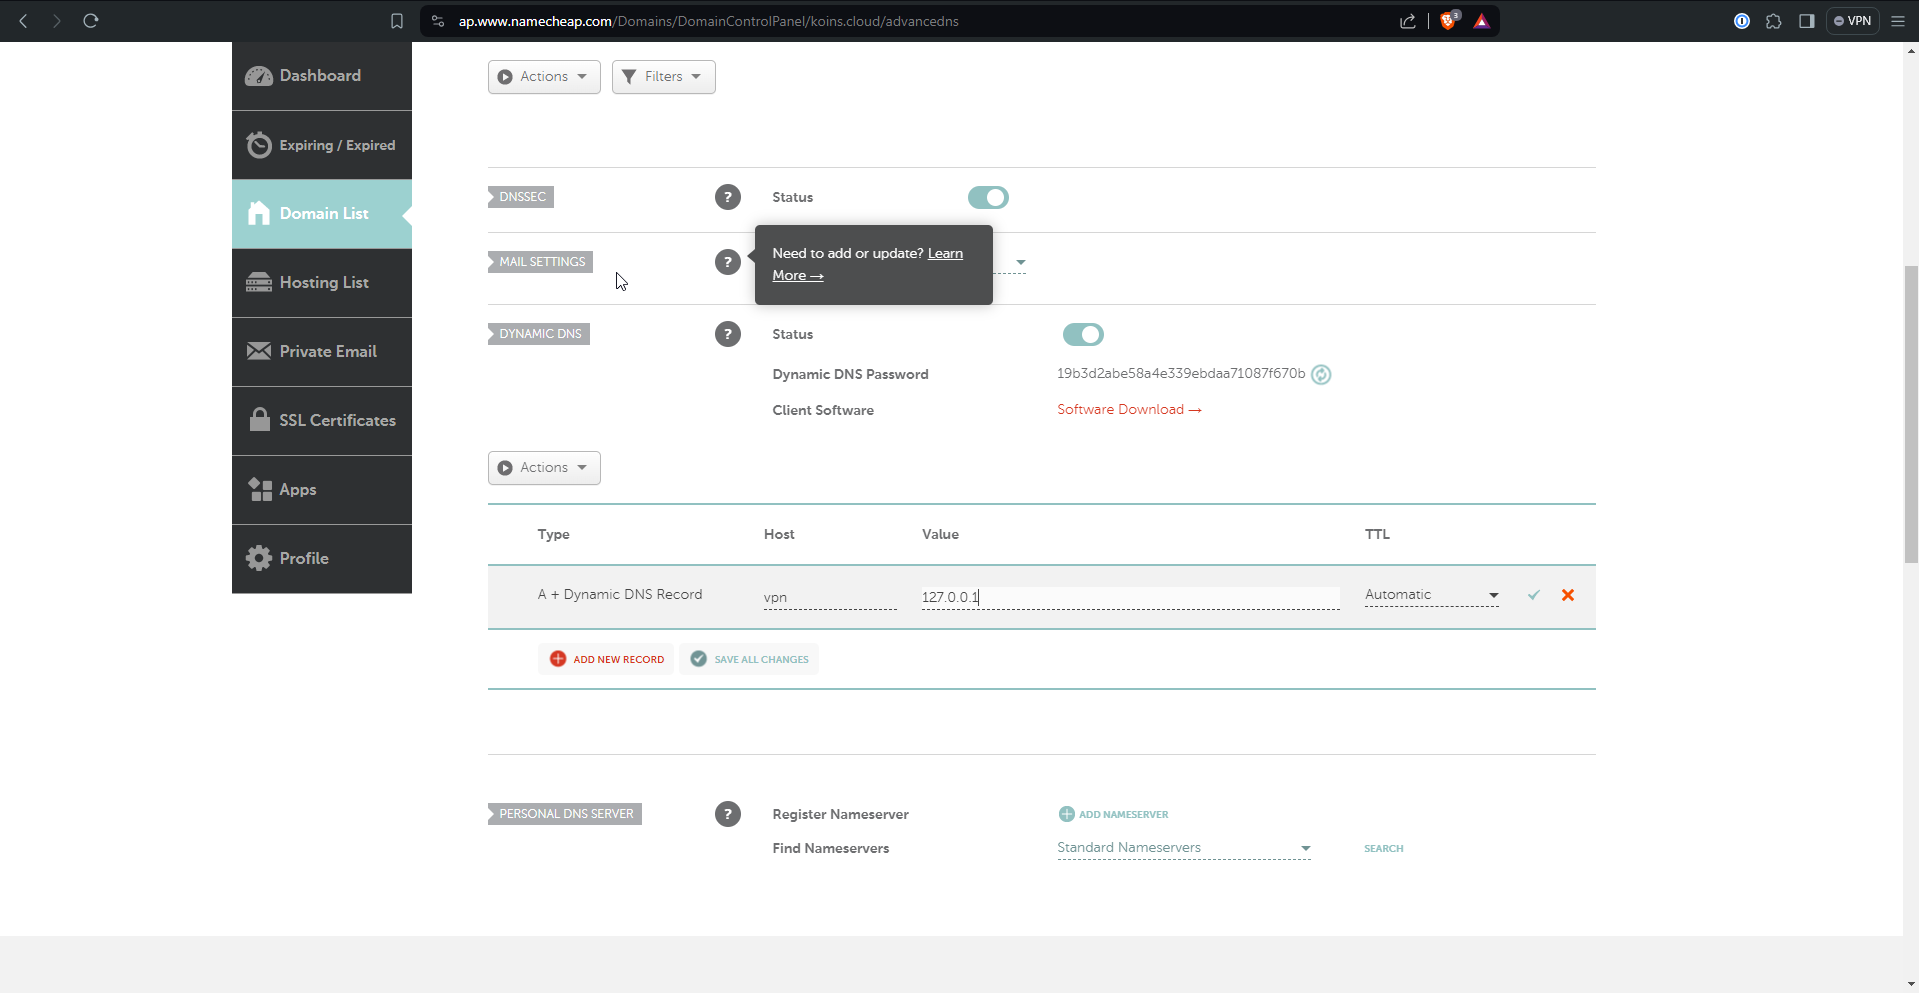 ap.www.namecheap.com/Domains/DomainControlPanel/koins.cloud/advancedns
3
VPN
Dashboard
Expiring / Expired
Domain List
Hosting List
Private Email
SSL Certificates
Apps
Profile
Actions
Filters
DNSSEC
?
Status
MAIL SETTINGS
?
Need to add or update? Learn
More →
DYNAMIC DNS
?
Status
Dynamic DNS Password
19b3d2abe58a4e339ebdaa71087f670b
Client Software
Software Download →
Actions
Type Host Value TTL
A + Dynamic DNS Record vpn 127.0.0.1 Automatic
ADD NEW RECORD
SAVE ALL CHANGES
PERSONAL DNS SERVER
?
Register Nameserver
ADD NAMESERVER
Find Nameservers
Standard Nameservers
SEARCH